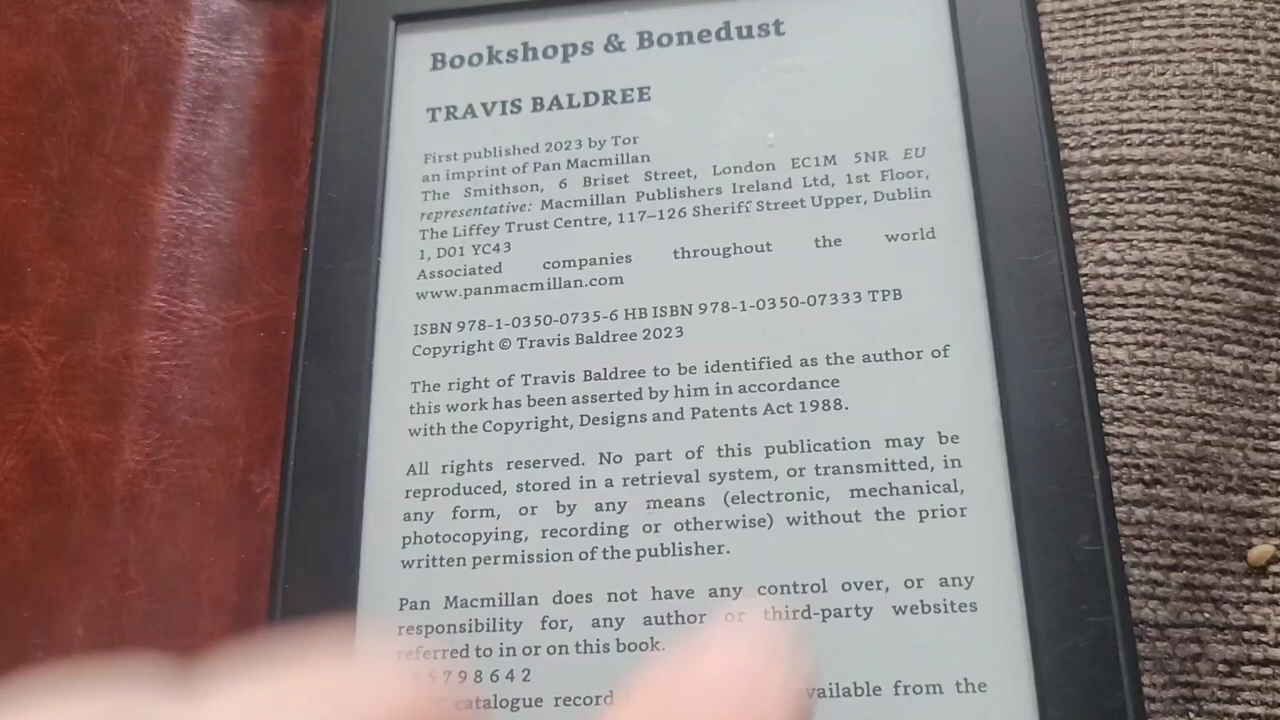 Bookshops & Bonedust
TRAVIS BALDREE
First published 2023 by Tor
an imprint of Pan Macmillan
The Smithson, 6 Briset Street, London EC1M 5NR EU
representative: Macmillan Publishers Ireland Ltd, 1st Floor,
The Liffey Trust Centre, 117–126 Sheriff Street Upper, Dublin
1, D01 YC43
Associated companies throughout the world
www.panmacmillan.com
ISBN 978-1-0350-0735-6 HB ISBN 978-1-0350-07333 TPB
Copyright © Travis Baldree 2023
The right of Travis Baldree to be identified as the author of
this work has been asserted by him in accordance
with the Copyright, Designs and Patents Act 1988.
All rights reserved. No part of this publication may be
reproduced, stored in a retrieval system, or transmitted, in
any form, or by any means (electronic, mechanical,
photocopying, recording or otherwise) without the prior
written permission of the publisher.
Pan Macmillan does not have any control over, or any
responsibility for, any author or third-party websites
referred to in or on this book.
5 7 9 8 6 4 2
catalogue record available from the